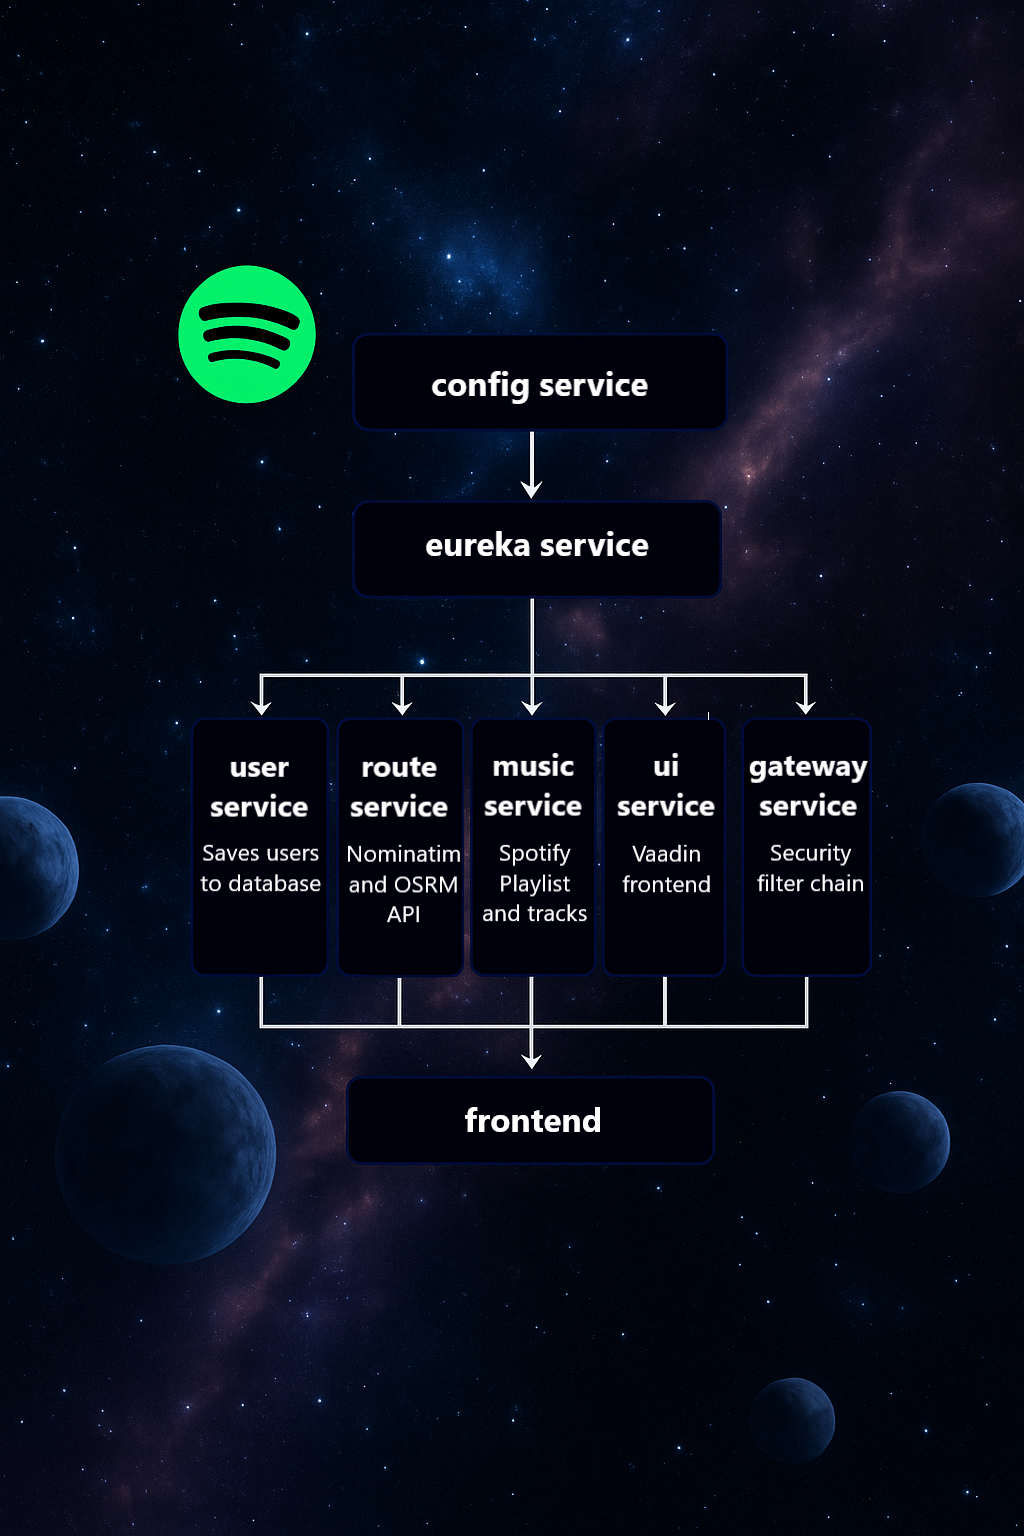 config service
eureka service
user
service
Saves users
to database
route
service
Nominatim
and OSRM
API
music
service
Spotify
Playlist
and tracks
ui
service
Vaadin
frontend
gateway
service
Security
filter chain
frontend